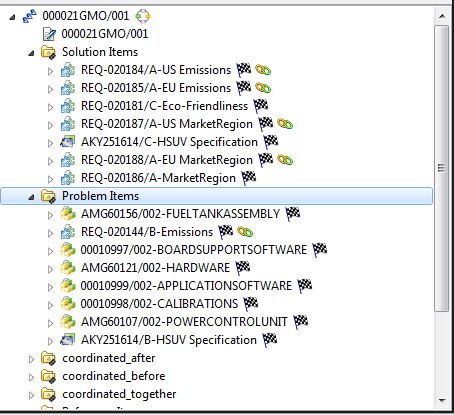 000021GMO/001
000021GMO/001
Solution Items
REQ-020184/A-US Emissions
REQ-020185/A-EU Emissions
REQ-020181/C-Eco-Friendliness
REQ-020187/A-US MarketRegion
AKY251614/C-HSUV Specification
REQ-020188/A-EU MarketRegion
REQ-020186/A-MarketRegion
Problem Items
AMG60156/002-FUELTANKASSEMBLY
REQ-020144/B-Emissions
00010997/002-BOARDSUPPORTSOFTWARE
AMG60121/002-HARDWARE
00010999/002-APPLICATIONSOFTWARE
00010998/002-CALIBRATIONS
AMG60107/002-POWERCONTROLUNIT
AKY251614/B-HSUV Specification
coordinated_after
coordinated_before
coordinated_together